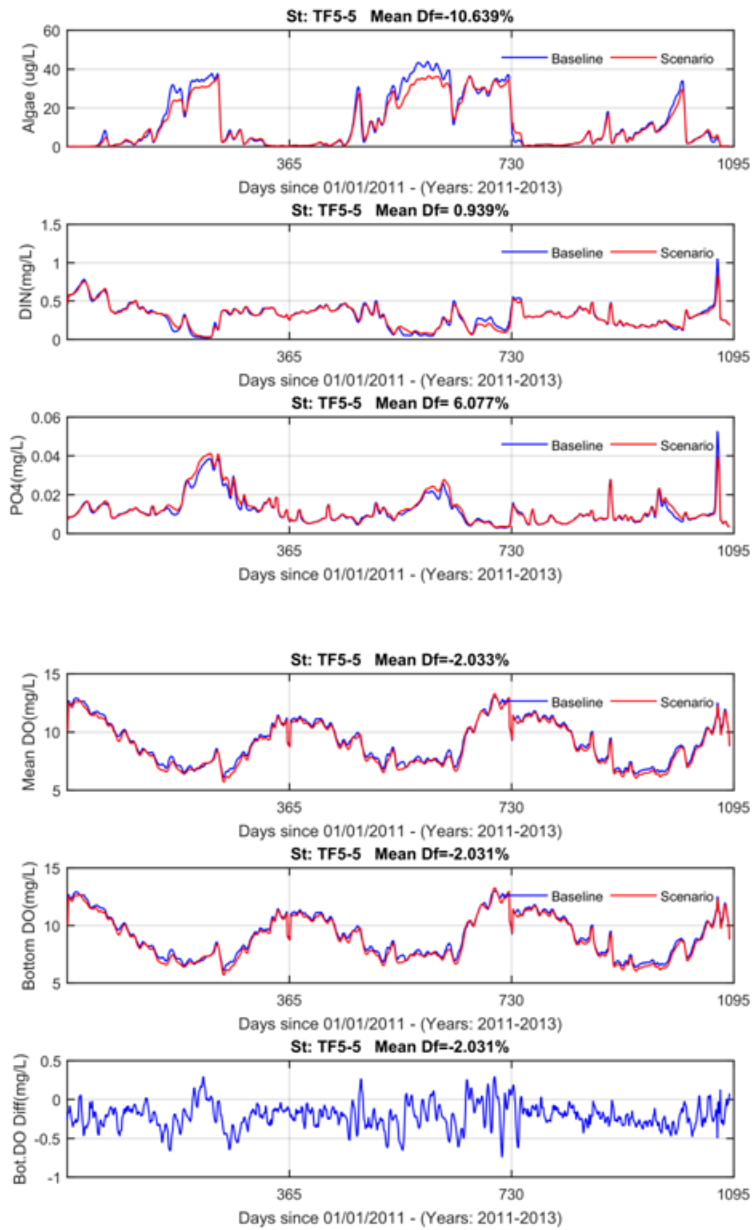 St: TF5-5 Mean Df=-10.639%
60
40
20
0
Algae (ug/L)
Baseline Scenario
365 730 1095
Days since 01/01/2011 - (Years: 2011-2013)
St: TF5-5 Mean Df= 0.939%
1.5
1
0.5
0
DIN(mg/L)
Baseline Scenario
365 730 1095
Days since 01/01/2011 - (Years: 2011-2013)
St: TF5-5 Mean Df= 6.077%
0.06
0.04
0.02
0
PO4(mg/L)
Baseline Scenario
365 730 1095
Days since 01/01/2011 - (Years: 2011-2013)
St: TF5-5 Mean Df=-2.033%
15
10
5
Mean DO(mg/L)
Baseline Scenario
365 730 1095
Days since 01/01/2011 - (Years: 2011-2013)
St: TF5-5 Mean Df=-2.031%
15
10
5
Bottom DO(mg/L)
Baseline Scenario
365 730 1095
Days since 01/01/2011 - (Years: 2011-2013)
St: TF5-5 Mean Df=-2.031%
0.5
0
-0.5
-1
Bot.DO Diff(mg/L)
365 730 1095
Days since 01/01/2011 - (Years: 2011-2013)